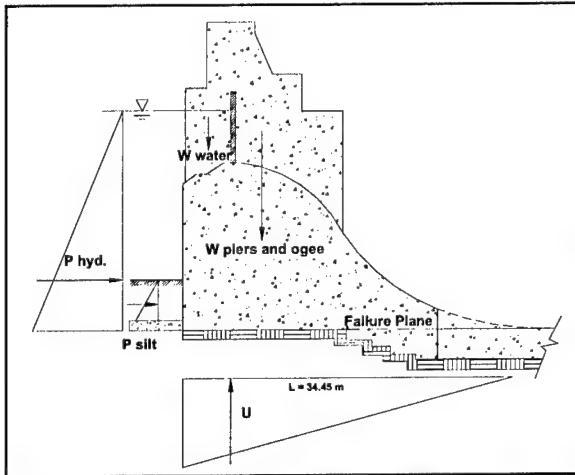 W water
W piers and ogee
P hyd.
Failure Plane
P silt
L = 34.45 m
U